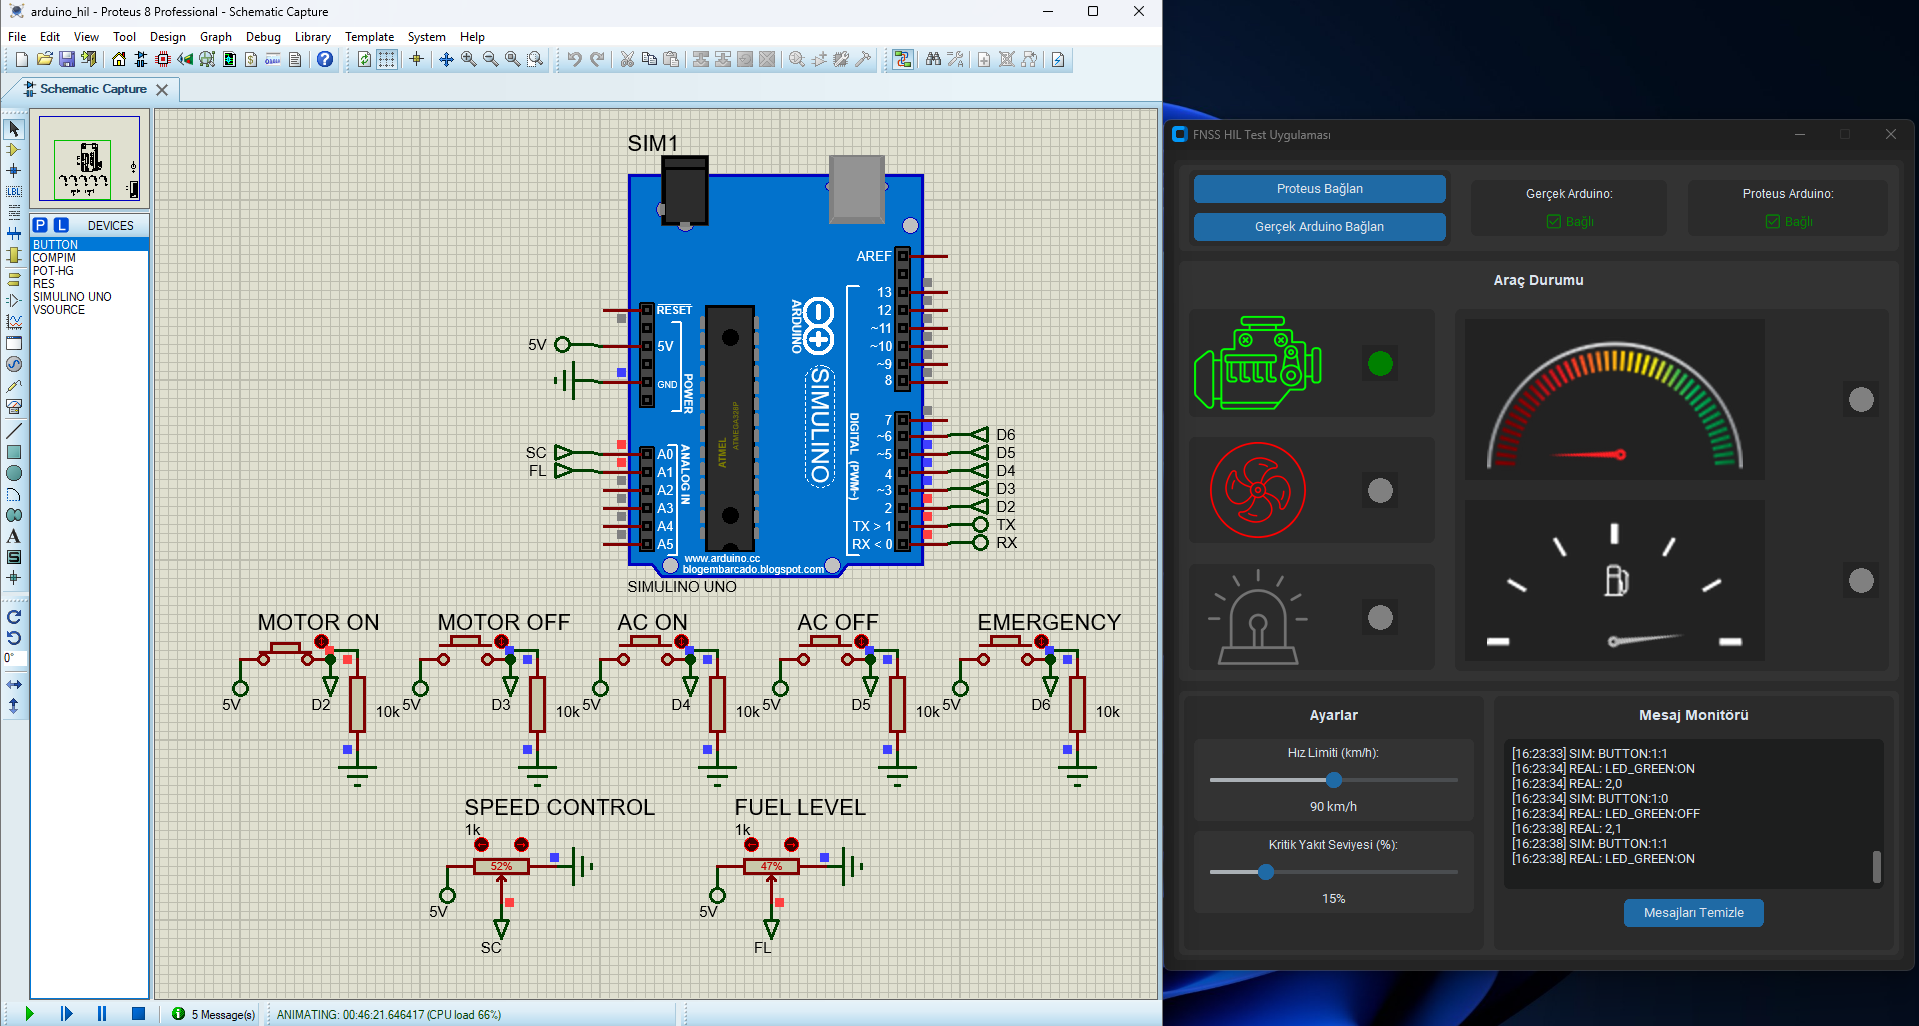 arduino_hil - Proteus 8 Professional - Schematic Capture
File Edit View Tool Design Graph Debug Library Template System Help
Schematic Capture
P L DEVICES
BUTTON
COMPIM
POT-HG
RES
SIMULINO UNO
VSOURCE
0°
SIM1
AREF
13
12
~11
~10
~9
8
7
~6
~5
4
~3
2
TX > 1
RX < 0
RESET
5V
GND
POWER
A0
A1
A2
A3
A4
A5
ANALOG IN
ATMEL
ATMEGA328P
ARDUINO
SIMULINO
DIGITAL (PWM~)
www.arduino.cc
blogembarcado.blogspot.com
SIMULINO UNO
5V
SC
FL
D6
D5
D4
D3
D2
TX
RX
MOTOR ON MOTOR OFF AC ON AC OFF EMERGENCY
5V D2 10k 5V D3 10k 5V D4 10k 5V D5 10k 5V D6 10k
SPEED CONTROL FUEL LEVEL
1k 1k
52% 47%
5V 5V
SC FL
5 Message(s) ANIMATING: 00:46:21.646417 (CPU load 66%)
FNSS HIL Test Uygulaması
Proteus Bağlan
Gerçek Arduino Bağlan
Gerçek Arduino:
Bağlı
Proteus Arduino:
Bağlı
Araç Durumu
Ayarlar
Hız Limiti (km/h):
90 km/h
Kritik Yakıt Seviyesi (%):
15%
Mesaj Monitörü
[16:23:33] SIM: BUTTON:1:1
[16:23:34] REAL: LED_GREEN:ON
[16:23:34] REAL: 2,0
[16:23:34] SIM: BUTTON:1:0
[16:23:34] REAL: LED_GREEN:OFF
[16:23:38] REAL: 2,1
[16:23:38] SIM: BUTTON:1:1
[16:23:38] REAL: LED_GREEN:ON
Mesajları Temizle